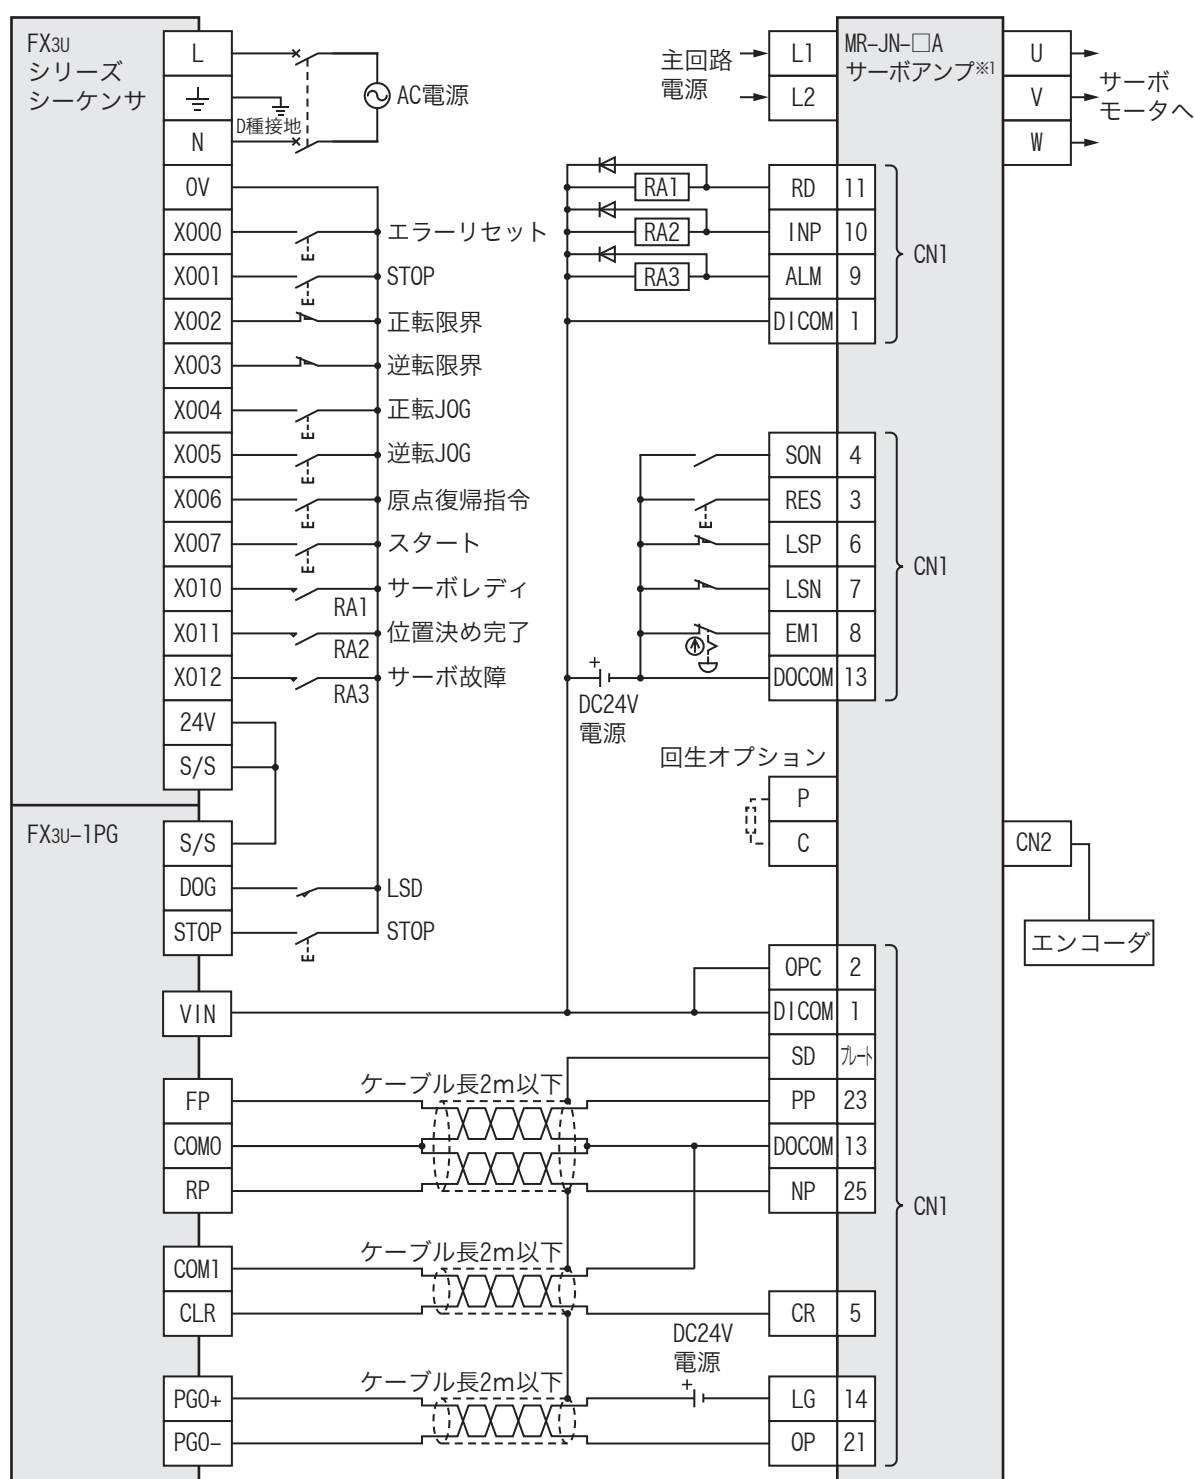 FX3U
シリーズ
シーケンサ
L
N
D種接地
AC電源
0V
X000
エラーリセット
X001
STOP
X002
正転限界
X003
逆転限界
X004
正転JOG
X005
逆転JOG
X006
原点復帰指令
X007
スタート
X010
RA1
サーボレディ
X011
RA2
位置決め完了
X012
RA3
サーボ故障
24V
S/S
FX3U-1PG
S/S
DOG
LSD
STOP
STOP
VIN
FP
COM0
RP
ケーブル長2m以下
COM1
CLR
ケーブル長2m以下
PG0+
PG0-
ケーブル長2m以下
主回路
電源
L1
L2
MR-JN-□A
サーボアンプ※1
U
V
W
サーボ
モータへ
RA1
RD 11
RA2
INP 10
RA3
ALM 9
DICOM 1
CN1
SON 4
RES 3
LSP 6
LSN 7
EM1 8
DOCOM 13
CN1
+
DC24V
電源
回生オプション
P
C
CN2
エンコーダ
OPC 2
DICOM 1
SD プレート
PP 23
DOCOM 13
NP 25
CN1
CR 5
DC24V
電源
+
LG 14
OP 21